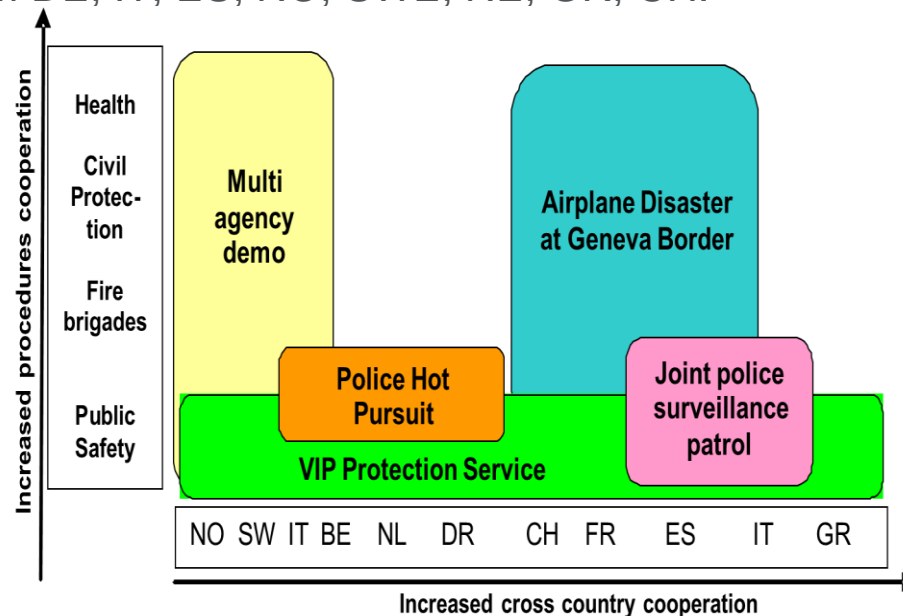 Increased procedures cooperation
Health
Civil
Protec-
tion
Fire
brigades
Public
Safety
Multi
agency
demo
Airplane Disaster
at Geneva Border
Police Hot
Pursuit
Joint police
surveillance
patrol
VIP Protection Service
NO SW IT BE NL DR CH FR ES IT GR
Increased cross country cooperation